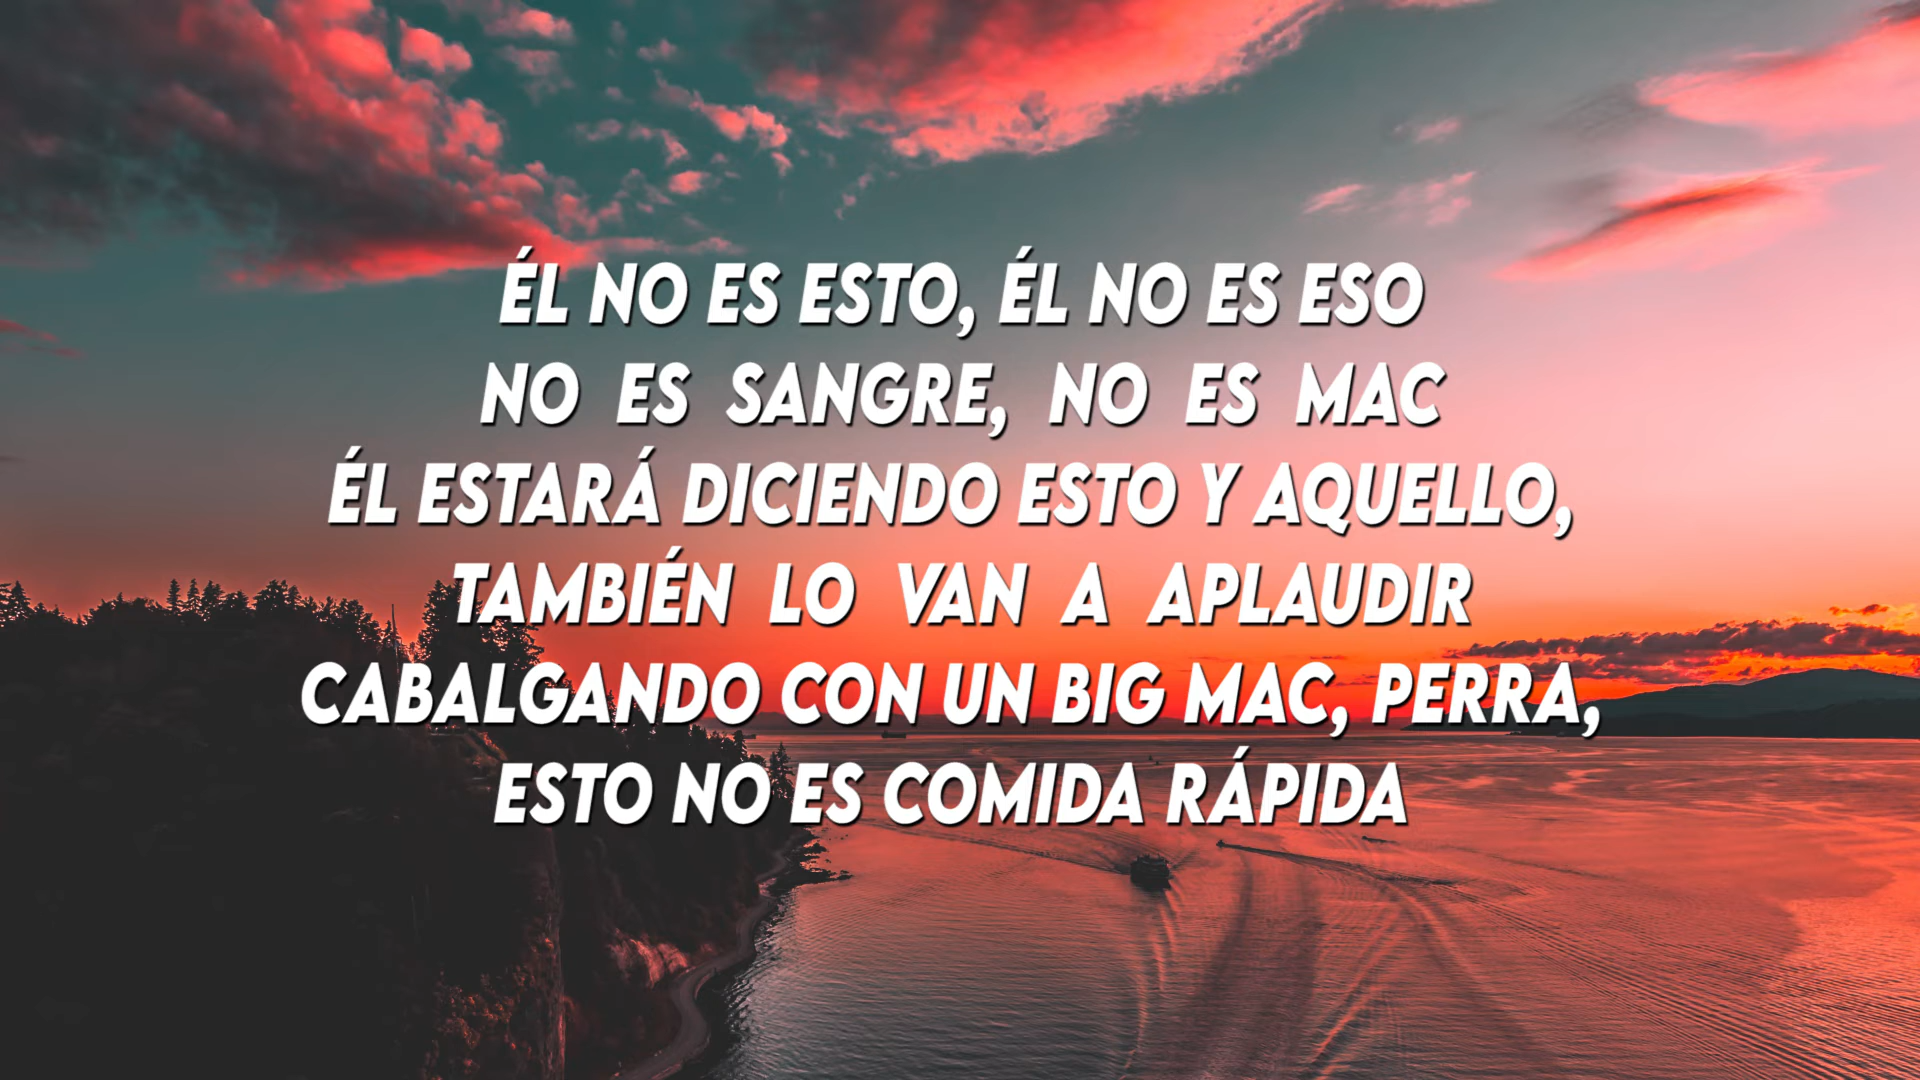 ÉL NO ES ESTO, ÉL NO ES ESO
NO ES SANGRE, NO ES MAC
ÉL ESTARÁ DICIENDO ESTO Y AQUELLO,
TAMBIÉN LO VAN A APLAUDIR
CABALGANDO CON UN BIG MAC, PERRA,
ESTO NO ES COMIDA RÁPIDA